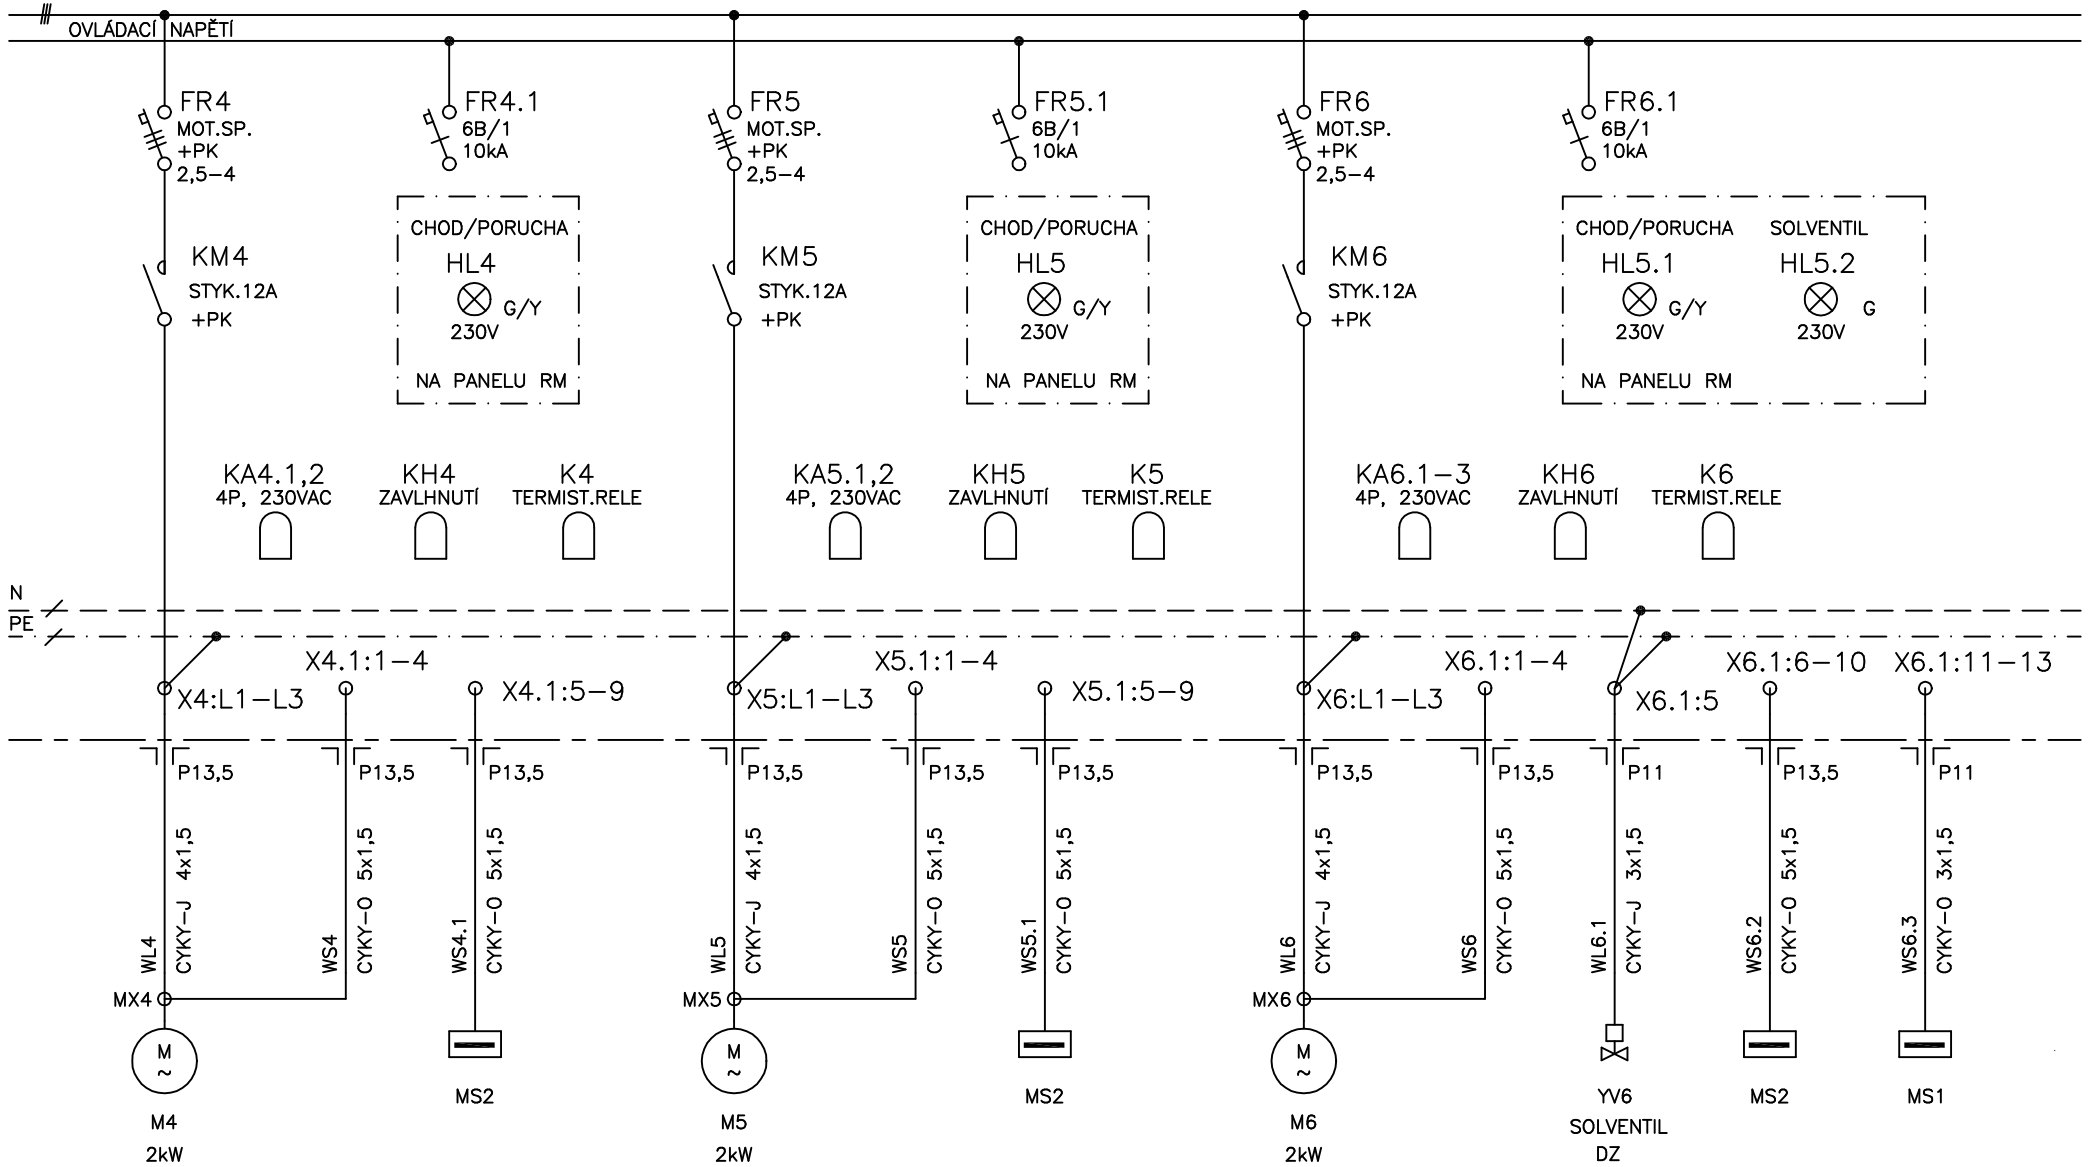 OVLÁDACÍ NAPĚTÍ
FR4
MOT.SP.
+PK
2,5-4
FR4.1
6B/1
10kA
FR5
MOT.SP.
+PK
2,5-4
FR5.1
6B/1
10kA
FR6
MOT.SP.
+PK
2,5-4
FR6.1
6B/1
10kA
KM4
STYK.12A
+PK
CHOD/PORUCHA
HL4
G/Y
230V
NA PANELU RM
KM5
STYK.12A
+PK
CHOD/PORUCHA
HL5
G/Y
230V
NA PANELU RM
KM6
STYK.12A
+PK
CHOD/PORUCHA
HL5.1
G/Y
230V
SOLVENTIL
HL5.2
G
230V
NA PANELU RM
KA4.1,2
4P, 230VAC
KH4
ZAVLHNUTÍ
K4
TERMIST.RELE
KA5.1,2
4P, 230VAC
KH5
ZAVLHNUTÍ
K5
TERMIST.RELE
KA6.1-3
4P, 230VAC
KH6
ZAVLHNUTÍ
K6
TERMIST.RELE
N
PE
X4:L1-L3
X4.1:1-4
X4.1:5-9
X5:L1-L3
X5.1:1-4
X5.1:5-9
X6:L1-L3
X6.1:1-4
X6.1:5
X6.1:6-10
X6.1:11-13
P13,5
P13,5
P13,5
P13,5
P13,5
P13,5
P13,5
P13,5
P11
P13,5
P11
WL4
CYKY-J 4x1,5
WS4
CYKY-O 5x1,5
WS4.1
CYKY-O 5x1,5
WL5
CYKY-J 4x1,5
WS5
CYKY-O 5x1,5
WS5.1
CYKY-O 5x1,5
WL6
CYKY-J 4x1,5
WS6
CYKY-O 5x1,5
WL6.1
CYKY-J 3x1,5
WS6.2
CYKY-O 5x1,5
WS6.3
CYKY-O 3x1,5
MX4
M
~
M4
2kW
MS2
MX5
M
~
M5
2kW
MS2
MX6
M
~
M6
2kW
YV6
SOLVENTIL
DZ
MS2
MS1